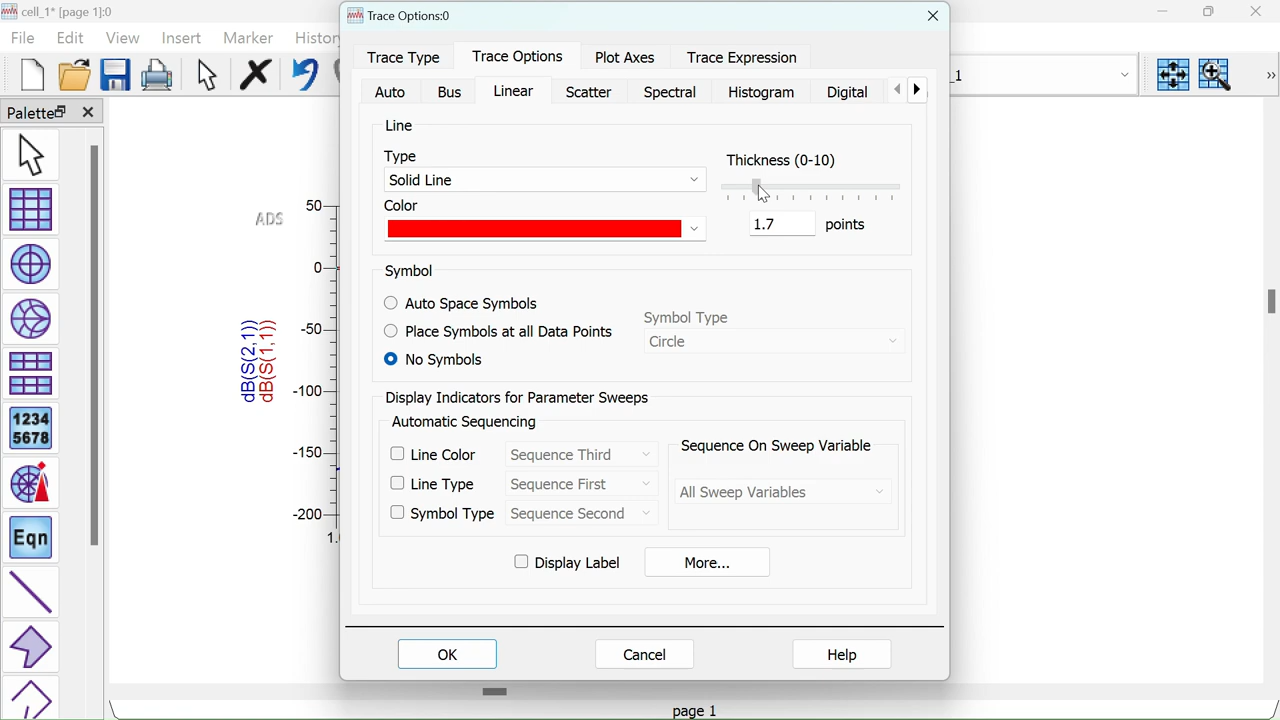 cell_1* [page 1]:0
File Edit View Insert Marker History
Palette
1234
5678
Eqn
ADS
dB(S(2,1))
dB(S(1,1))
50
0
-50
-100
-150
-200
1.
_1
Trace Options:0
Trace Type Trace Options Plot Axes Trace Expression
Auto Bus Linear Scatter Spectral Histogram Digital
Line
Type
Solid Line
Color
Thickness (0-10)
1.7 points
Symbol
Auto Space Symbols
Place Symbols at all Data Points
No Symbols
Symbol Type
Circle
Display Indicators for Parameter Sweeps
Automatic Sequencing
Line Color Sequence Third
Line Type Sequence First
Symbol Type Sequence Second
Sequence On Sweep Variable
All Sweep Variables
Display Label More...
OK Cancel Help
page 1